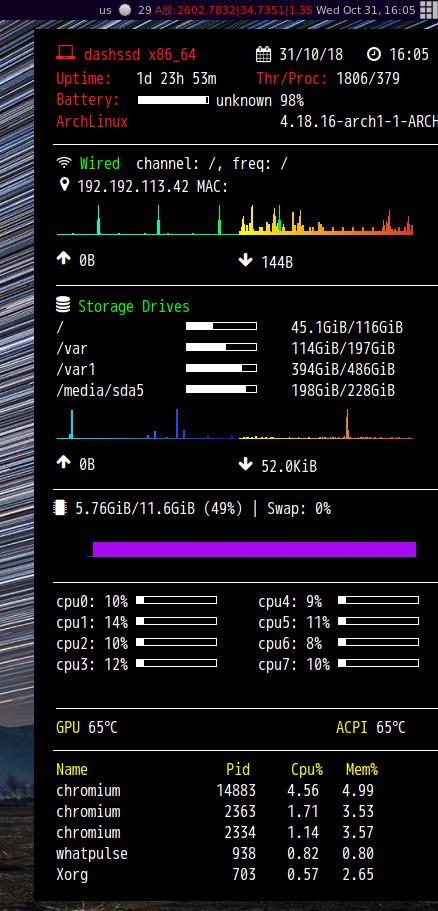 us 29 A股:2602.7832|34.7351|1.35 Wed Oct 31, 16:05
dashssd x86_64 31/10/18 16:05
Uptime: 1d 23h 53m Thr/Proc: 1806/379
Battery: unknown 98%
ArchLinux 4.18.16-arch1-1-ARCH
Wired channel: /, freq: /
192.192.113.42 MAC:
0B 144B
Storage Drives
/ 45.1GiB/116GiB
/var 114GiB/197GiB
/var1 394GiB/486GiB
/media/sda5 198GiB/228GiB
0B 52.0KiB
5.76GiB/11.6GiB (49%) | Swap: 0%
cpu0: 10% cpu4: 9%
cpu1: 14% cpu5: 11%
cpu2: 10% cpu6: 8%
cpu3: 12% cpu7: 10%
GPU 65℃ ACPI 65℃
Name Pid Cpu% Mem%
chromium 14883 4.56 4.99
chromium 2363 1.71 3.53
chromium 2334 1.14 3.57
whatpulse 938 0.82 0.80
Xorg 703 0.57 2.65